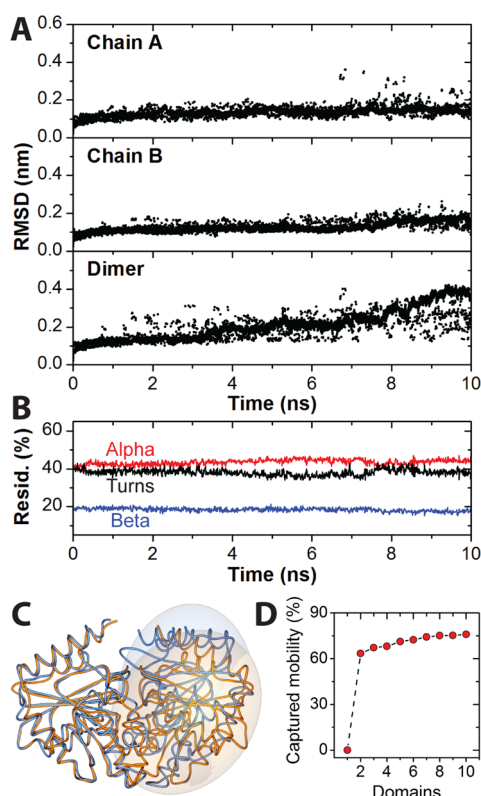 A
Chain A
0.6
0.4
0.2
0.0
Chain B
0.4
0.2
0.0
Dimer
0.4
0.2
0.0
RMSD (nm)
0 2 4 6 8 10
Time (ns)
B
60
40
20
Resid. (%)
Alpha
Turns
Beta
0 2 4 6 8 10
Time (ns)
C
D
90
60
30
0
Captured mobility (%)
2 4 6 8 10
Domains